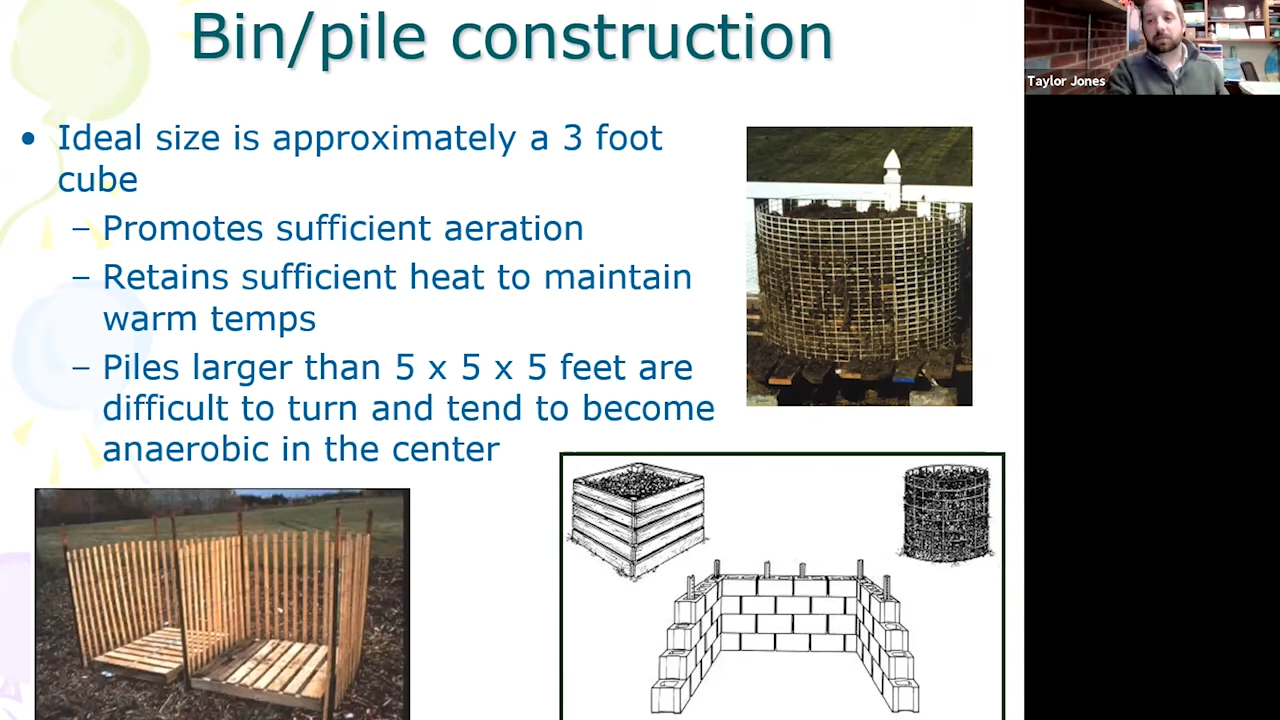 Bin/pile construction
• Ideal size is approximately a 3 foot
cube
– Promotes sufficient aeration
– Retains sufficient heat to maintain
warm temps
– Piles larger than 5 x 5 x 5 feet are
difficult to turn and tend to become
anaerobic in the center
Taylor Jones